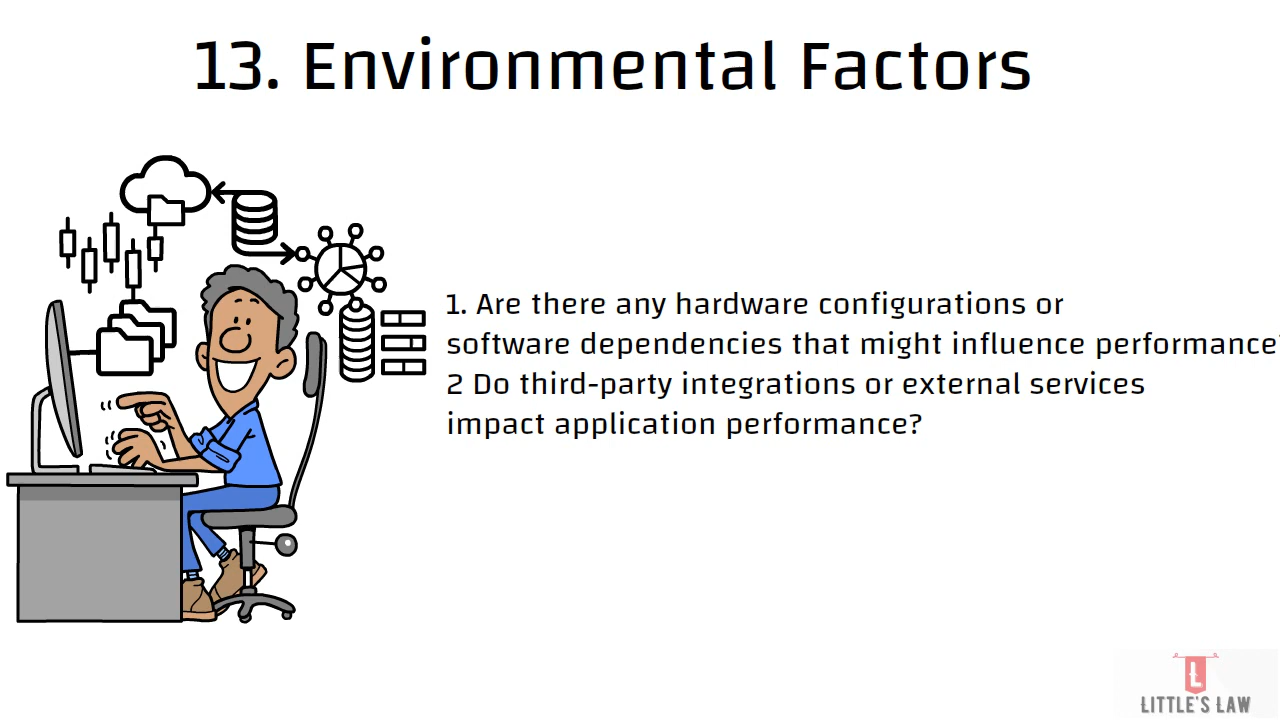 13. Environmental Factors
1. Are there any hardware configurations or
software dependencies that might influence performance?
2 Do third-party integrations or external services
impact application performance?
L
LITTLE'S LAW